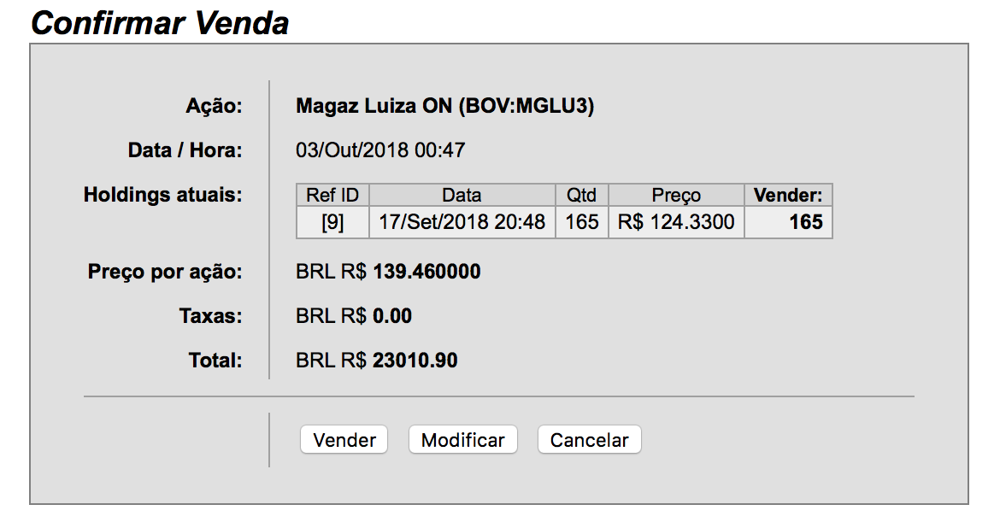 Confirmar Venda
Ação: Magaz Luiza ON (BOV:MGLU3)
Data / Hora: 03/Out/2018 00:47
Holdings atuais: Ref ID Data Qtd Preço Vender:
[9] 17/Set/2018 20:48 165 R$ 124.3300 165
Preço por ação: BRL R$ 139.460000
Taxas: BRL R$ 0.00
Total: BRL R$ 23010.90
Vender Modificar Cancelar